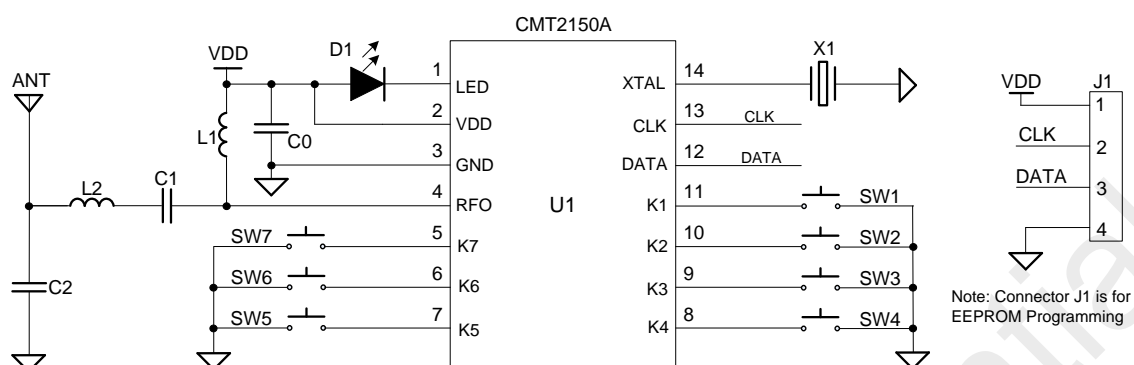 CMT2150A
VDD
D1
X1
ANT
1
LED
XTAL
14
VDD
J1
1
2
VDD
CLK
13
CLK
CLK
2
L1
C0
3
GND
DATA
12
DATA
DATA
3
L2
C1
4
RFO
U1
K1
11
SW1
4
SW7
5
K7
K2
10
SW2
C2
SW6
6
K6
K3
9
SW3
SW5
7
K5
K4
8
SW4
Note: Connector J1 is for
EEPROM Programming